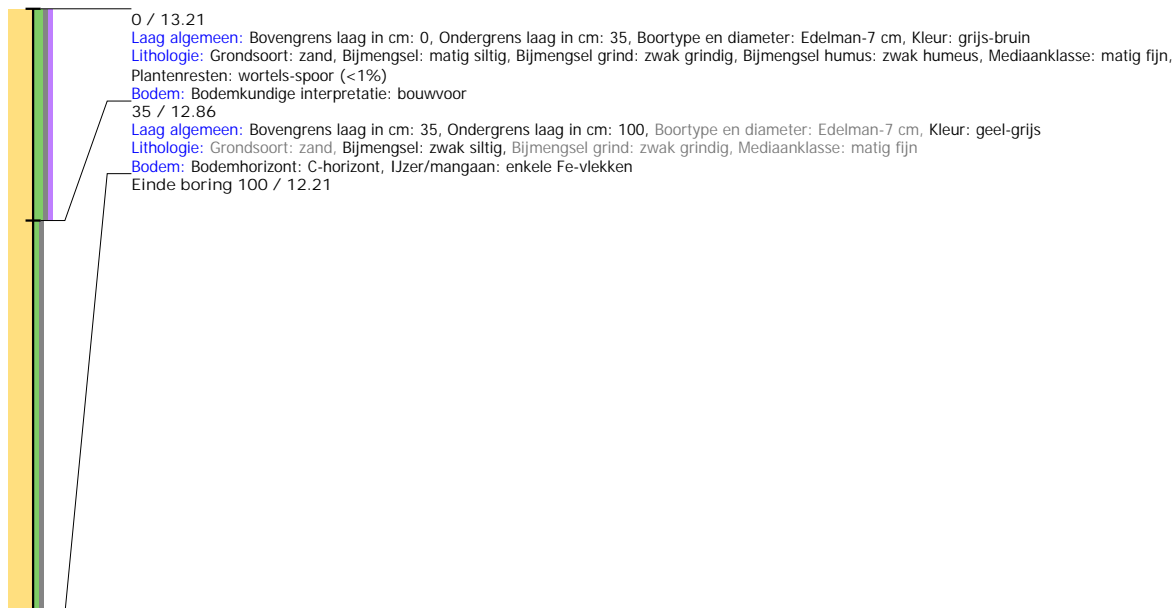 0 / 13.21
Laag algemeen: Bovengrens laag in cm: 0, Ondergrens laag in cm: 35, Boortype en diameter: Edelman-7 cm, Kleur: grijs-bruin
Lithologie: Grondsoort: zand, Bijmengsel: matig siltig, Bijmengsel grind: zwak grindig, Bijmengsel humus: zwak humeus, Mediaanklasse: matig fijn,
Plantenresten: wortels-spoor (<1%)
Bodem: Bodemkundige interpretatie: bouwvoor
35 / 12.86
Laag algemeen: Bovengrens laag in cm: 35, Ondergrens laag in cm: 100, Boortype en diameter: Edelman-7 cm, Kleur: geel-grijs
Lithologie: Grondsoort: zand, Bijmengsel: zwak siltig, Bijmengsel grind: zwak grindig, Mediaanklasse: matig fijn
Bodem: Bodemhorizont: C-horizont, IJzer/mangaan: enkele Fe-vlekken
Einde boring 100 / 12.21